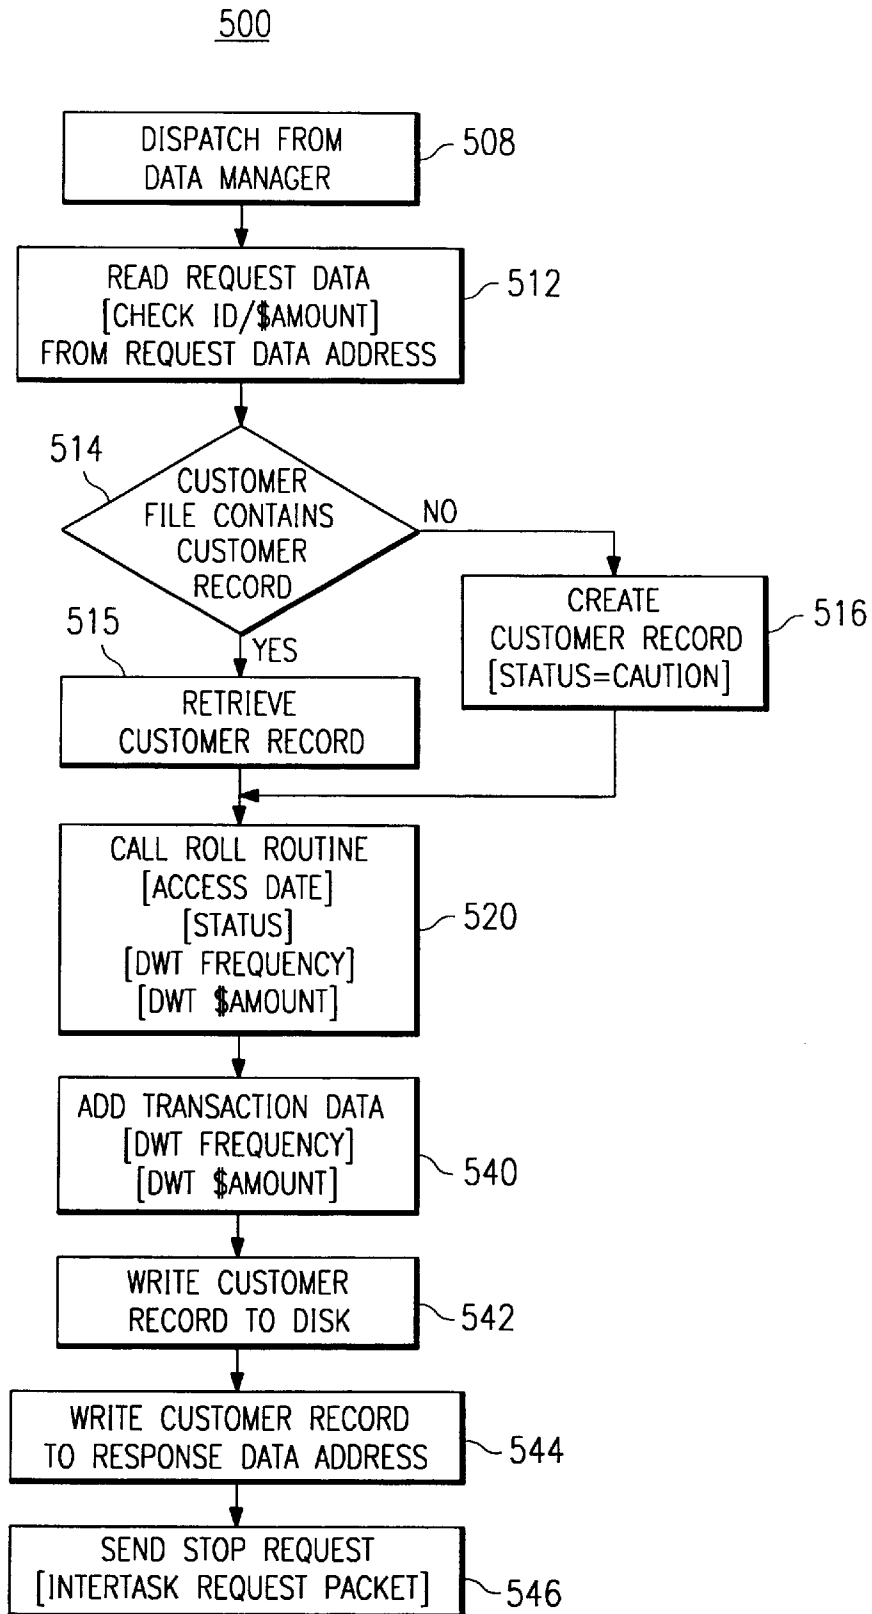 500
DISPATCH FROM
DATA MANAGER
508
READ REQUEST DATA
[CHECK ID/$AMOUNT]
FROM REQUEST DATA ADDRESS
512
514
CUSTOMER
FILE CONTAINS
CUSTOMER
RECORD
NO
YES
CREATE
CUSTOMER RECORD
[STATUS=CAUTION]
516
515
RETRIEVE
CUSTOMER RECORD
CALL ROLL ROUTINE
[ACCESS DATE]
[STATUS]
[DWT FREQUENCY]
[DWT $AMOUNT]
520
ADD TRANSACTION DATA
[DWT FREQUENCY]
[DWT $AMOUNT]
540
WRITE CUSTOMER
RECORD TO DISK
542
WRITE CUSTOMER RECORD
TO RESPONSE DATA ADDRESS
544
SEND STOP REQUEST
[INTERTASK REQUEST PACKET]
546